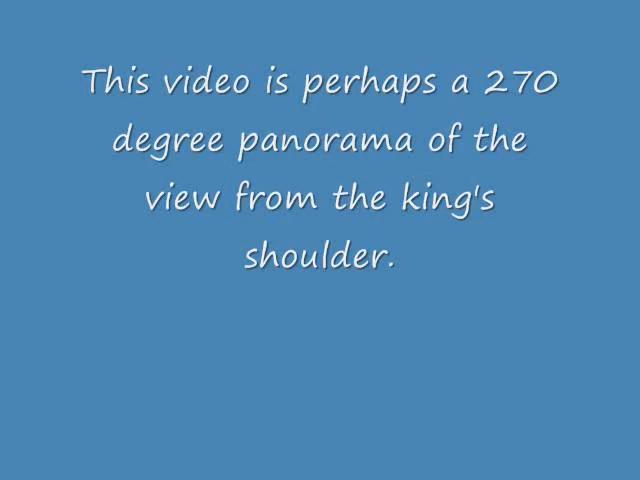 This video is perhaps a 270
degree panorama of the
view from the king's
shoulder.